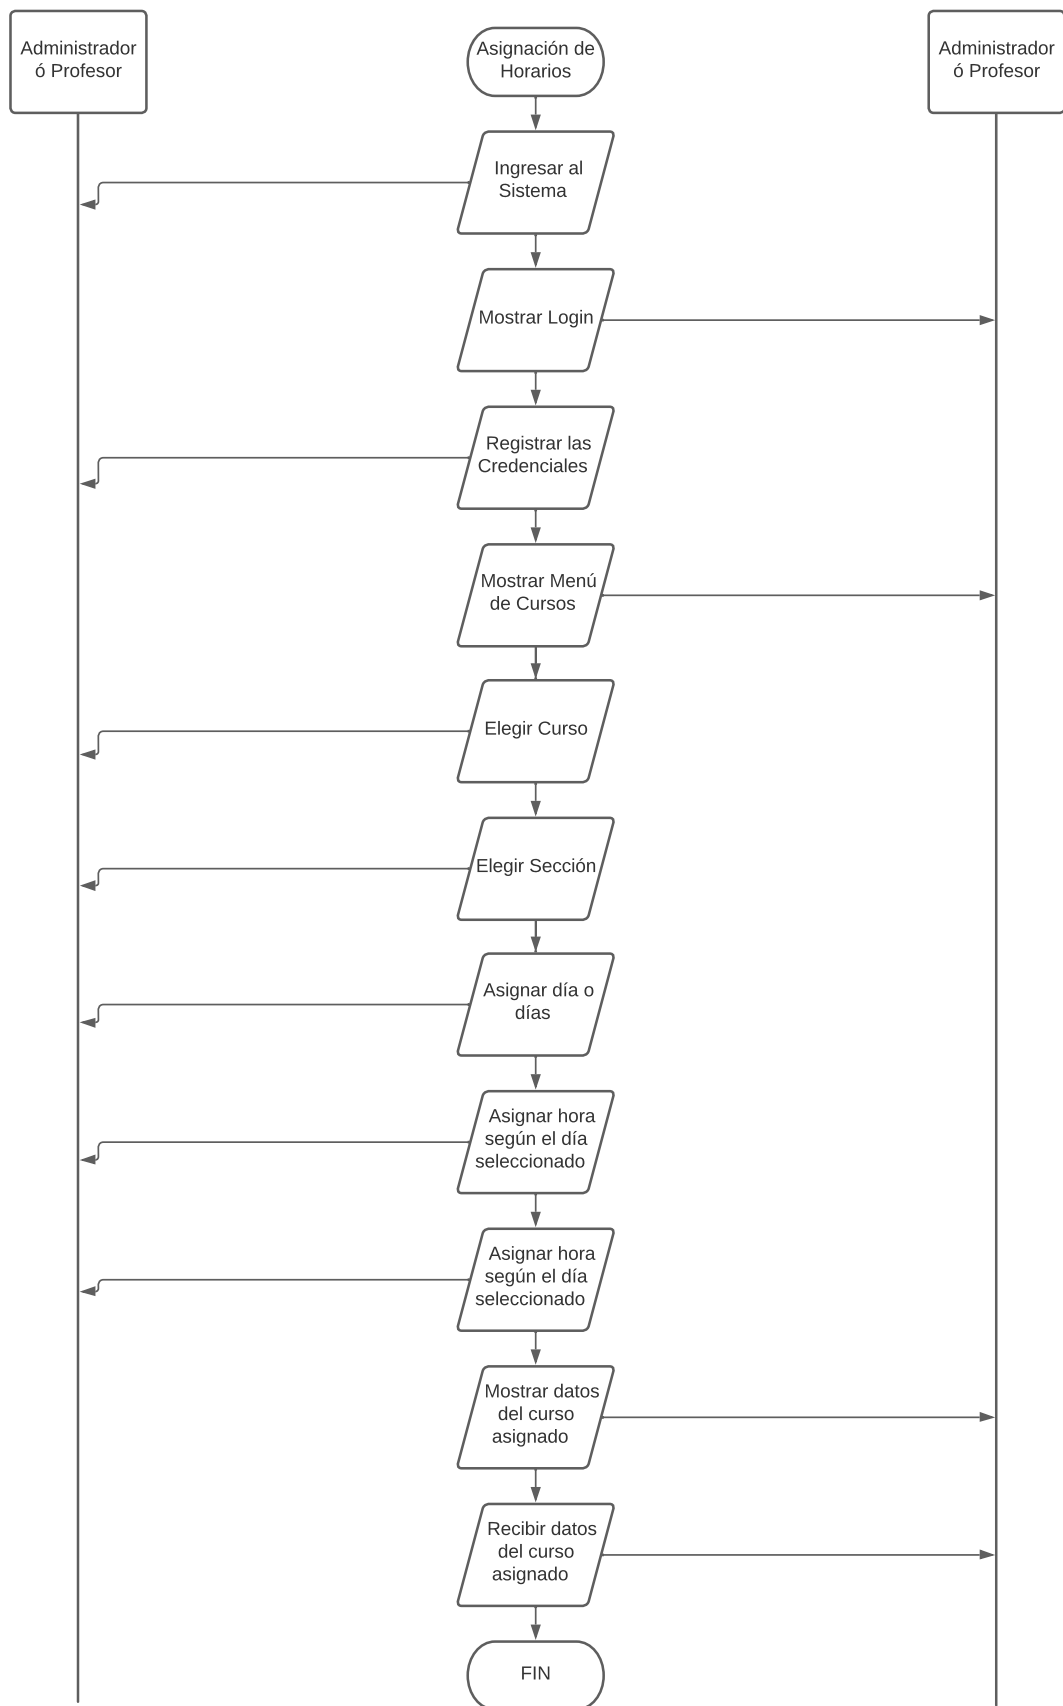 Administrador
ó Profesor
Asignación de
Horarios
Administrador
ó Profesor
Ingresar al
Sistema
Mostrar Login
Registrar las
Credenciales
Mostrar Menú
de Cursos
Elegir Curso
Elegir Sección
Asignar día o
días
Asignar hora
según el día
seleccionado
Asignar hora
según el día
seleccionado
Mostrar datos
del curso
asignado
Recibir datos
del curso
asignado
FIN